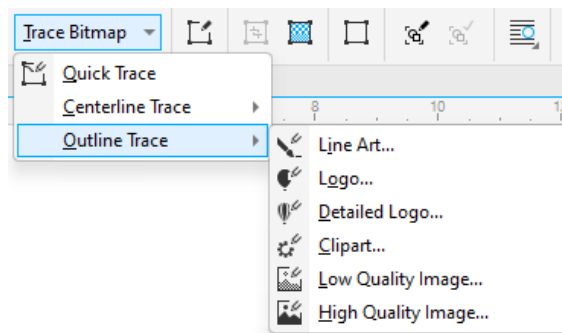 Trace Bitmap
Quick Trace
Centerline Trace
8
10
Outline Trace
Line Art...
Logo...
Detailed Logo...
Clipart...
Low Quality Image...
High Quality Image...